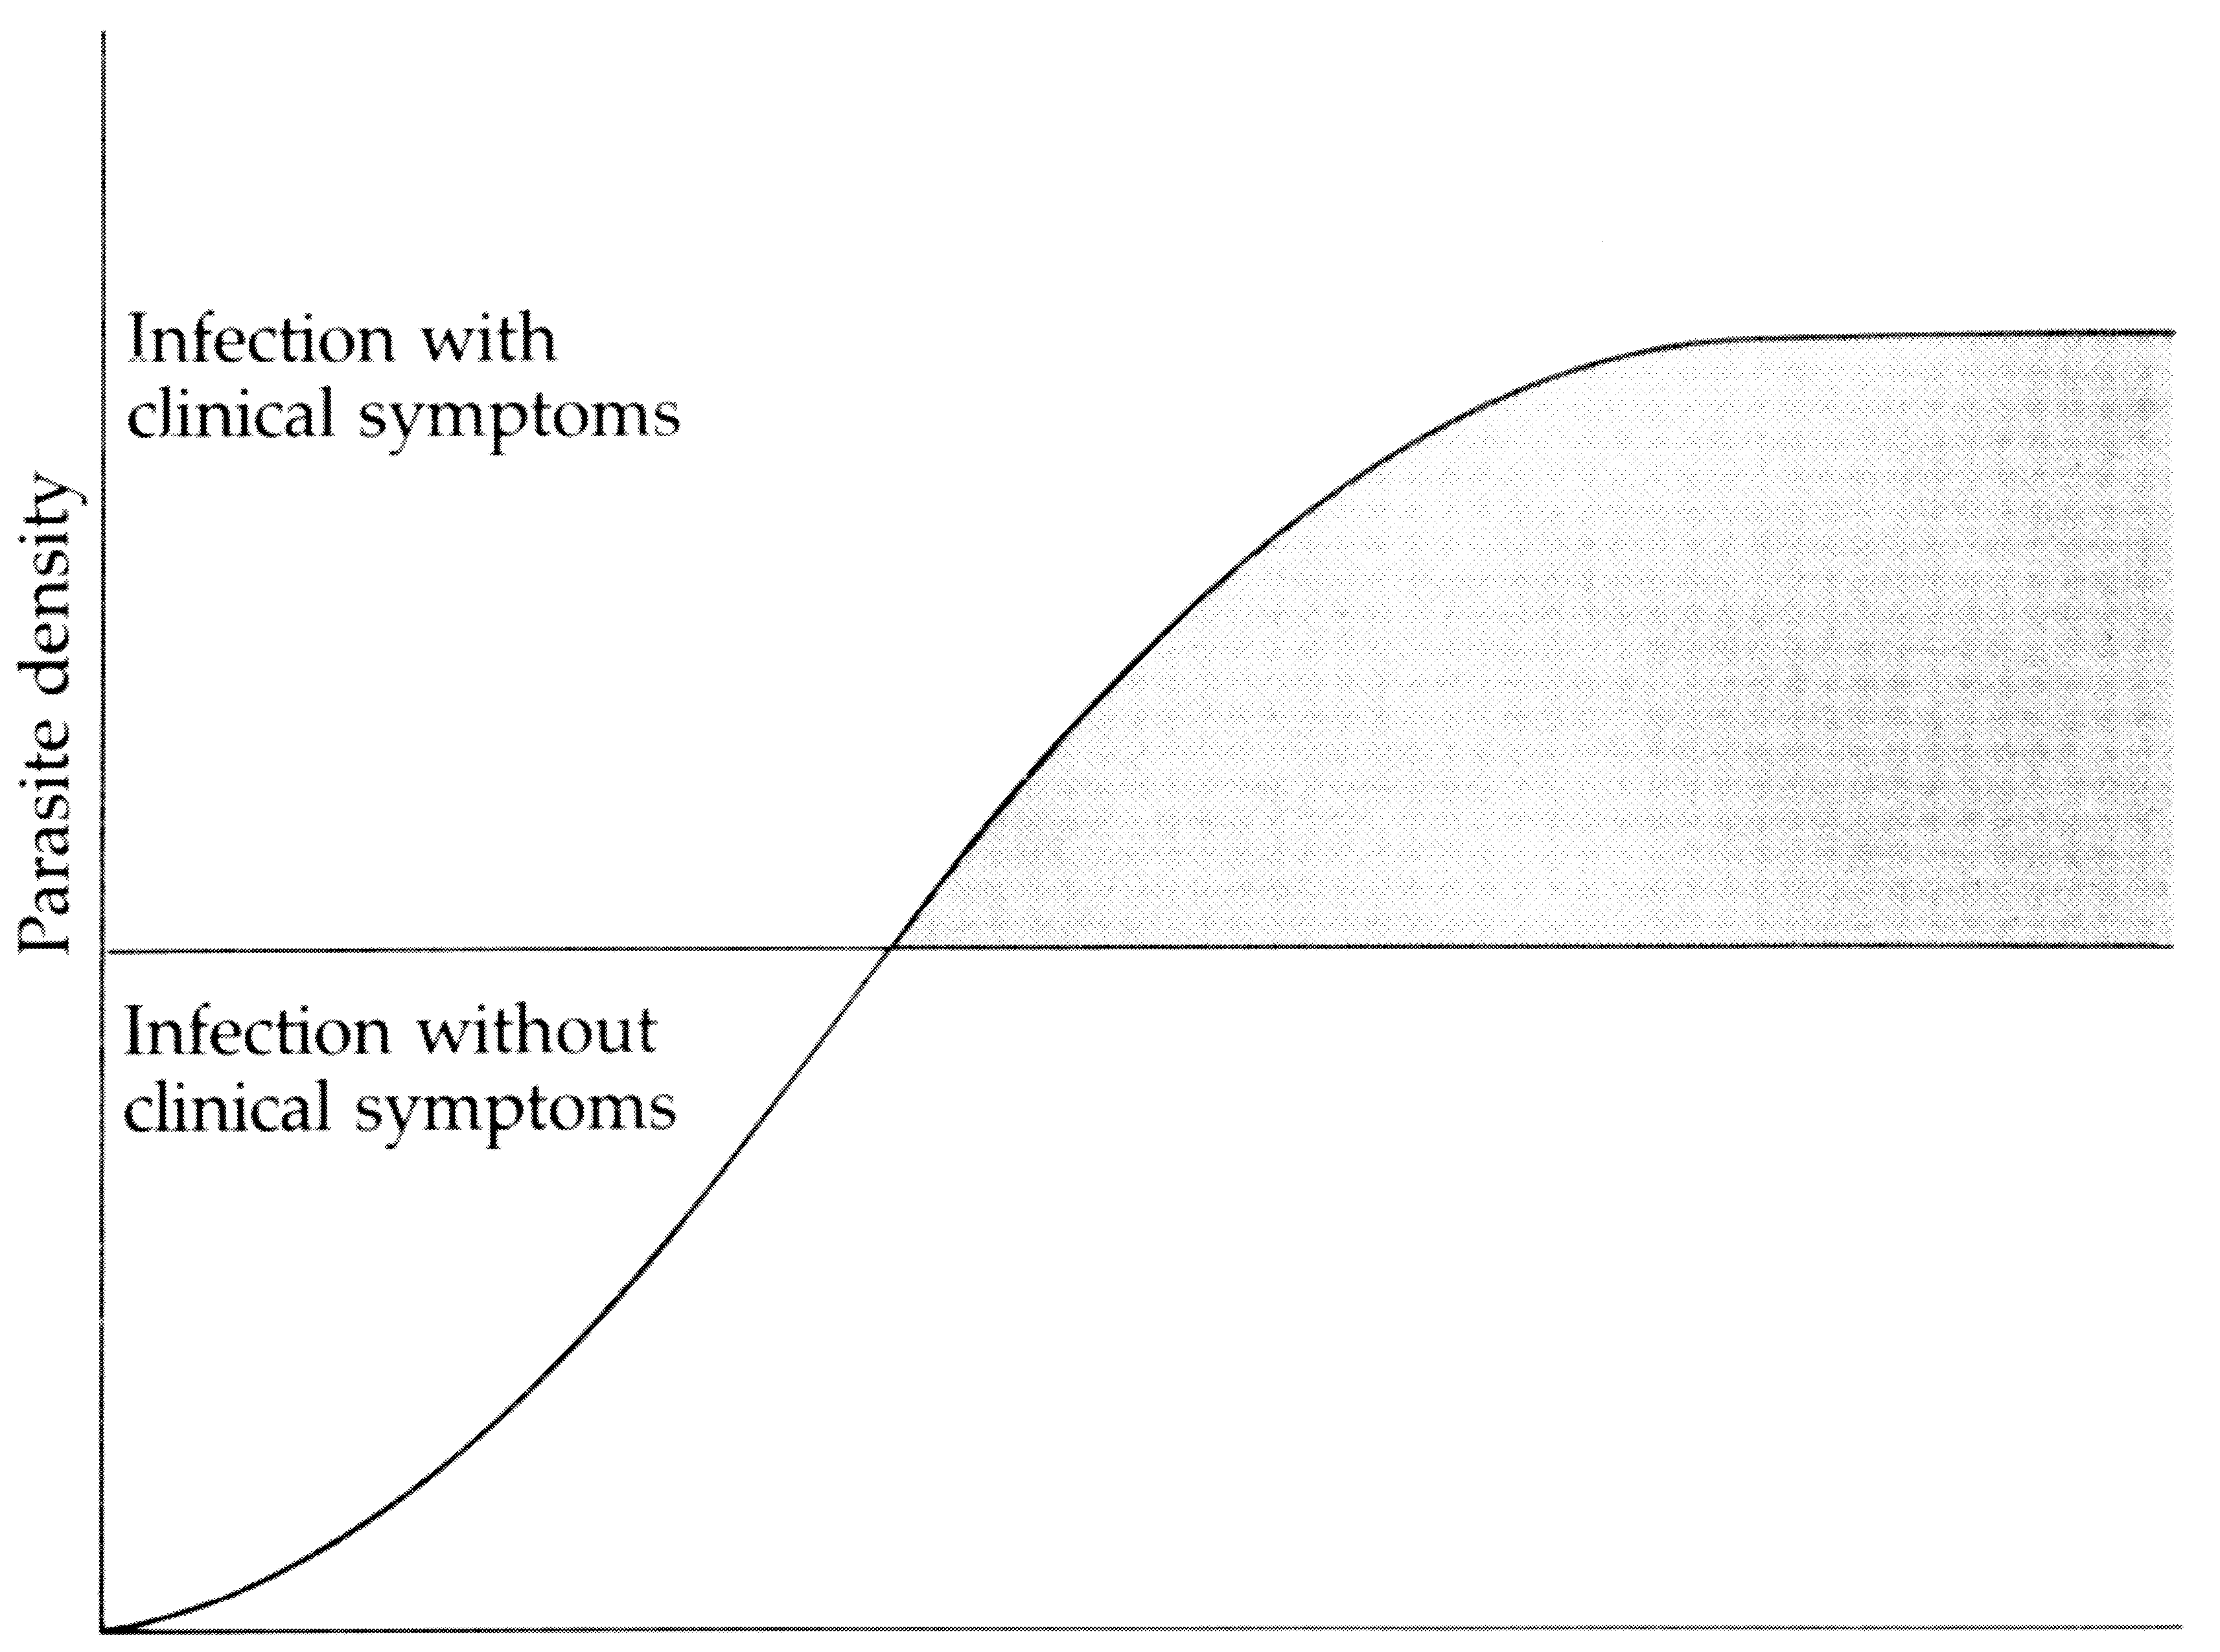 Infection with
clinical symptoms
Parasite density
Infection without
clinical symptoms